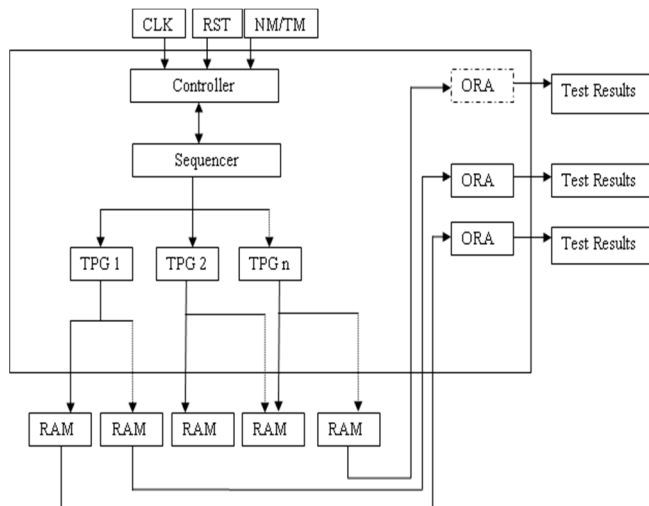 CLK RST NM/TM
Controller
ORA Test Results
Sequencer
ORA Test Results
ORA Test Results
TPG 1 TPG 2 TPG n
RAM RAM RAM RAM RAM